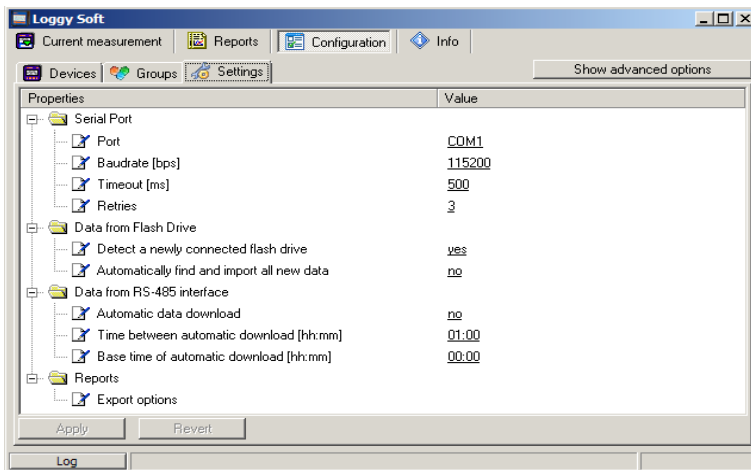 Loggy Soft
Current measurement Reports Configuration Info
Devices Groups Settings Show advanced options
Properties Value
Serial Port
Port COM1
Baudrate [bps] 115200
Timeout [ms] 500
Retries 3
Data from Flash Drive
Detect a newly connected flash drive yes
Automatically find and import all new data no
Data from RS-485 interface
Automatic data download no
Time between automatic download [hh:mm] 01:00
Base time of automatic download [hh:mm] 00:00
Reports
Export options
Apply Revert
Log